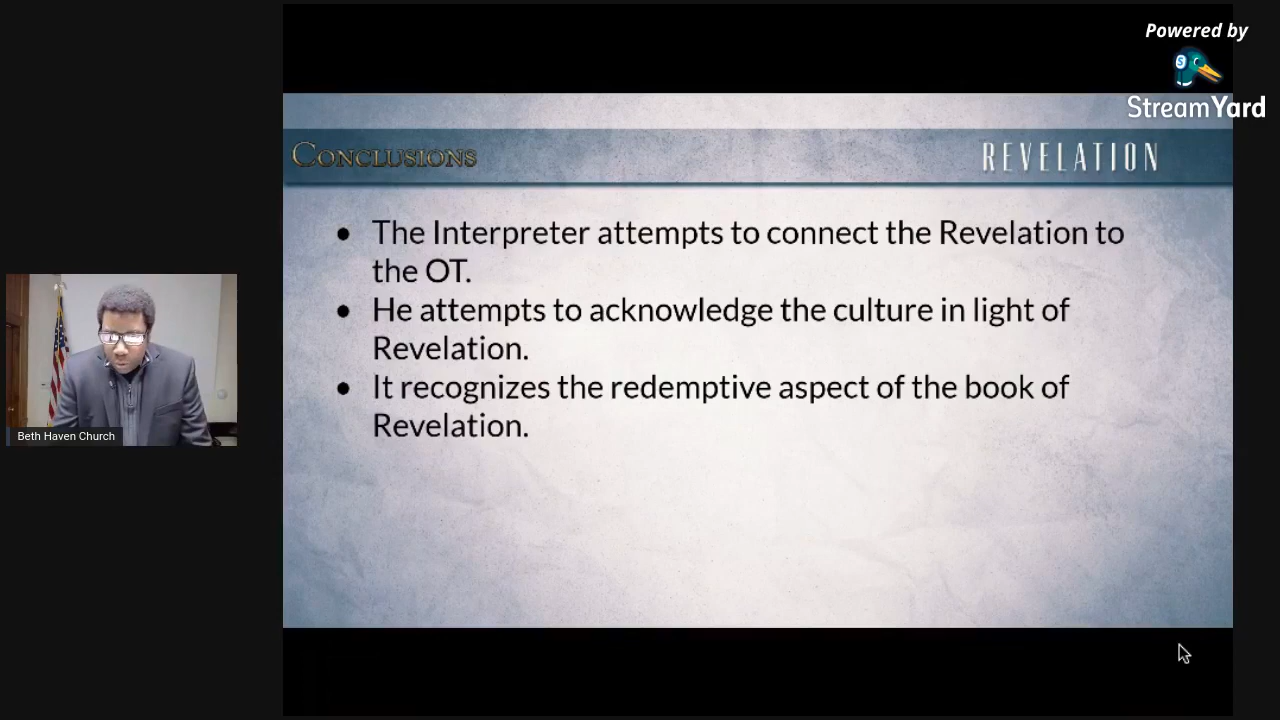 Powered by
StreamYard
Conclusions
REVELATION
• The Interpreter attempts to connect the Revelation to
the OT.
• He attempts to acknowledge the culture in light of
Revelation.
• It recognizes the redemptive aspect of the book of
Revelation.
Beth Haven Church